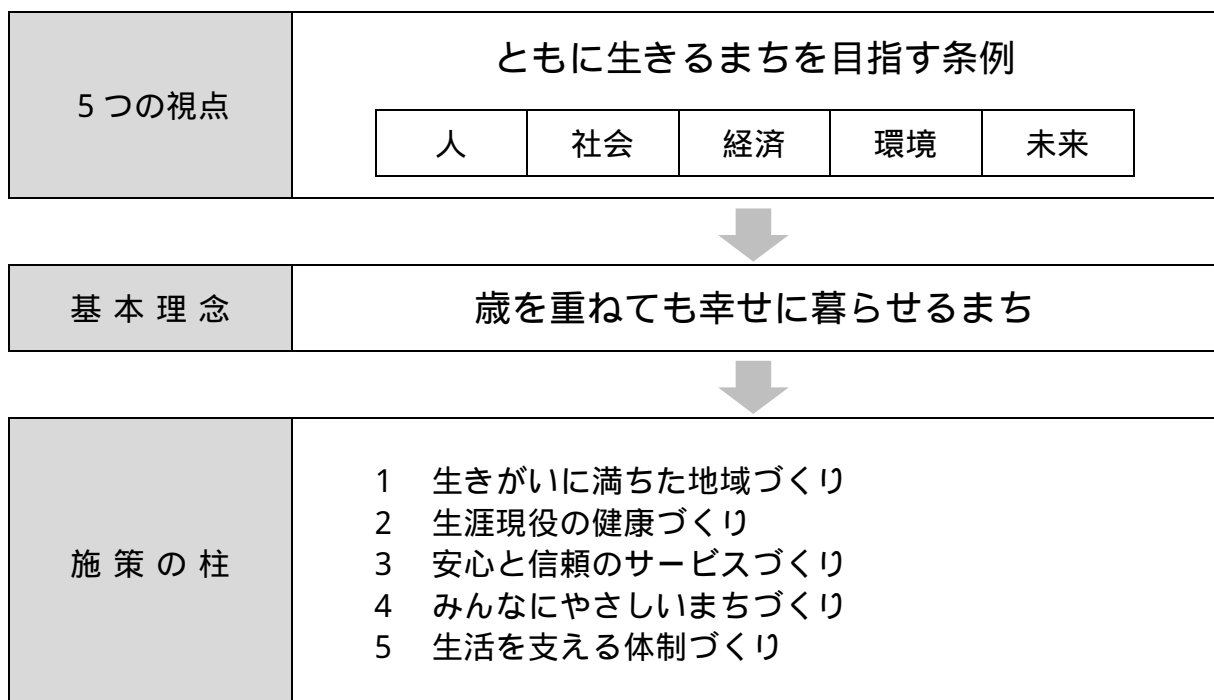 5つの視点
ともに生きるまちを目指す条例
人 社会 経済 環境 未来
基本理念
歳を重ねても幸せに暮らせるまち
施策の柱
1 生きがいに満ちた地域づくり
2 生涯現役の健康づくり
3 安心と信頼のサービスづくり
4 みんなにやさしいまちづくり
5 生活を支える体制づくり